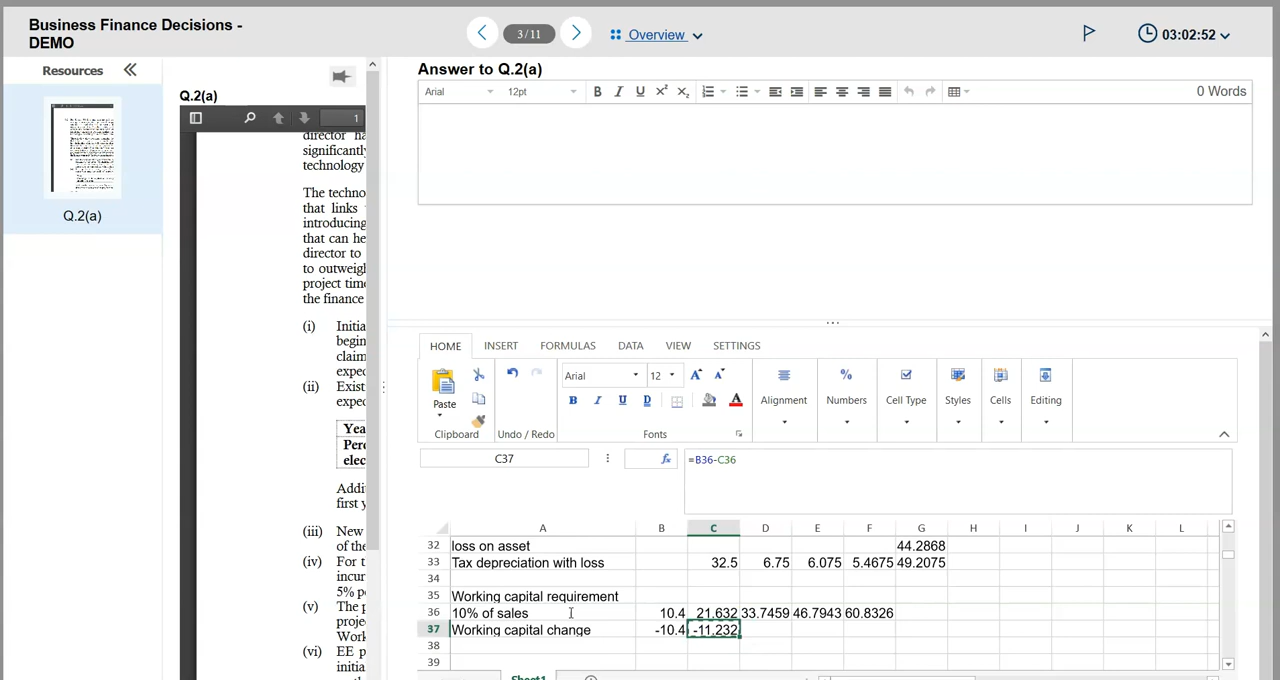 Business Finance Decisions -
DEMO
3/11
Overview
03:02:52
Resources
Q.2(a)
Q.2(a)
1
director ha
significantly
technology
The techno
that links
introducing
that can he
director to
to outweigh
project time
the finance
(i) Initia
begin
claim
expec
(ii) Exist
expec
Yea
Perc
elec
Addi
first y
(iii) New
of the
(iv) For t
incur
5% p
(v) The p
proje
Work
(vi) EE p
initia
Answer to Q.2(a)
Arial 12pt B I U X² X₂ 0 Words
HOME INSERT FORMULAS DATA VIEW SETTINGS
Paste
Clipboard
Undo / Redo
Arial 12 A A
B I U D A
Fonts
Alignment
% Numbers
Cell Type
Styles
Cells
Editing
C37 fx =B36-C36
A B C D E F G H I J K L
32 loss on asset 44.2868
33 Tax depreciation with loss 32.5 6.75 6.075 5.4675 49.2075
34
35 Working capital requirement
36 10% of sales 10.4 21.632 33.7459 46.7943 60.8326
37 Working capital change -10.4 -11.232
38
39
Sheet1